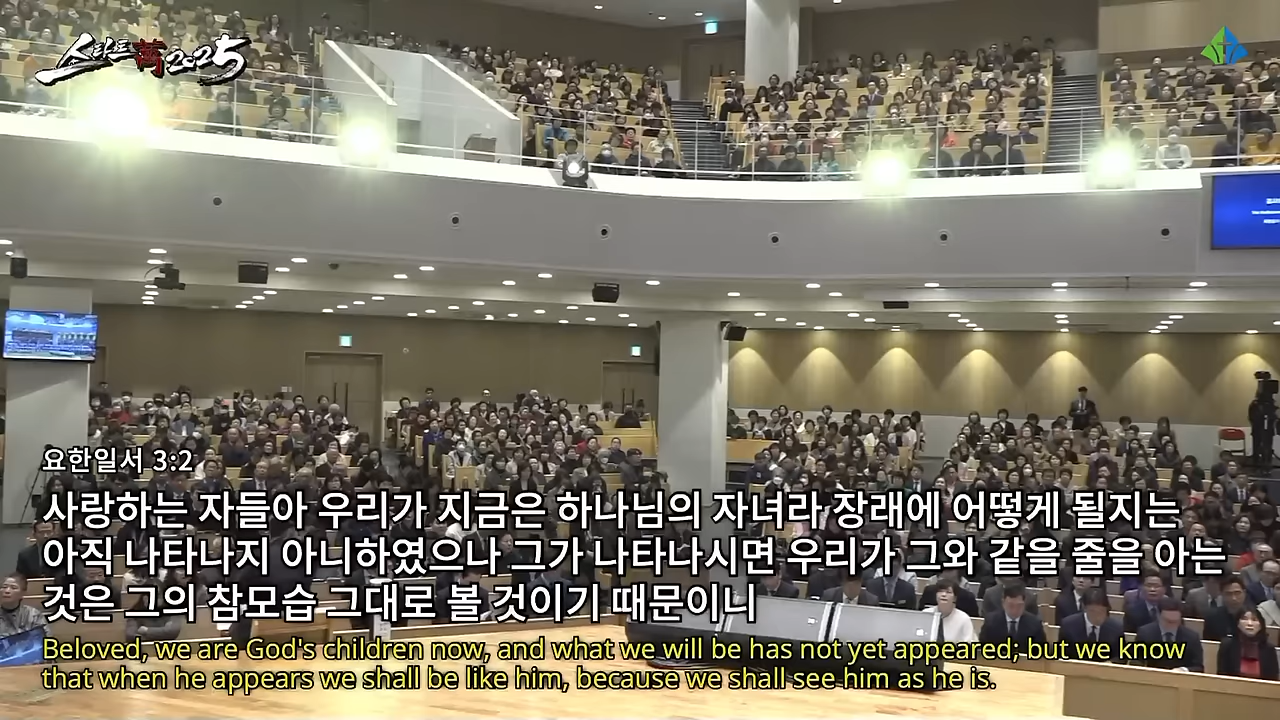 스타트萬2025
요한일서 3:2
사랑하는 자들아 우리가 지금은 하나님의 자녀라 장래에 어떻게 될지는
아직 나타나지 아니하였으나 그가 나타나시면 우리가 그와 같을 줄을 아는
것은 그의 참모습 그대로 볼 것이기 때문이니
Beloved, we are God's children now, and what we will be has not yet appeared; but we know
that when he appears we shall be like him, because we shall see him as he is.